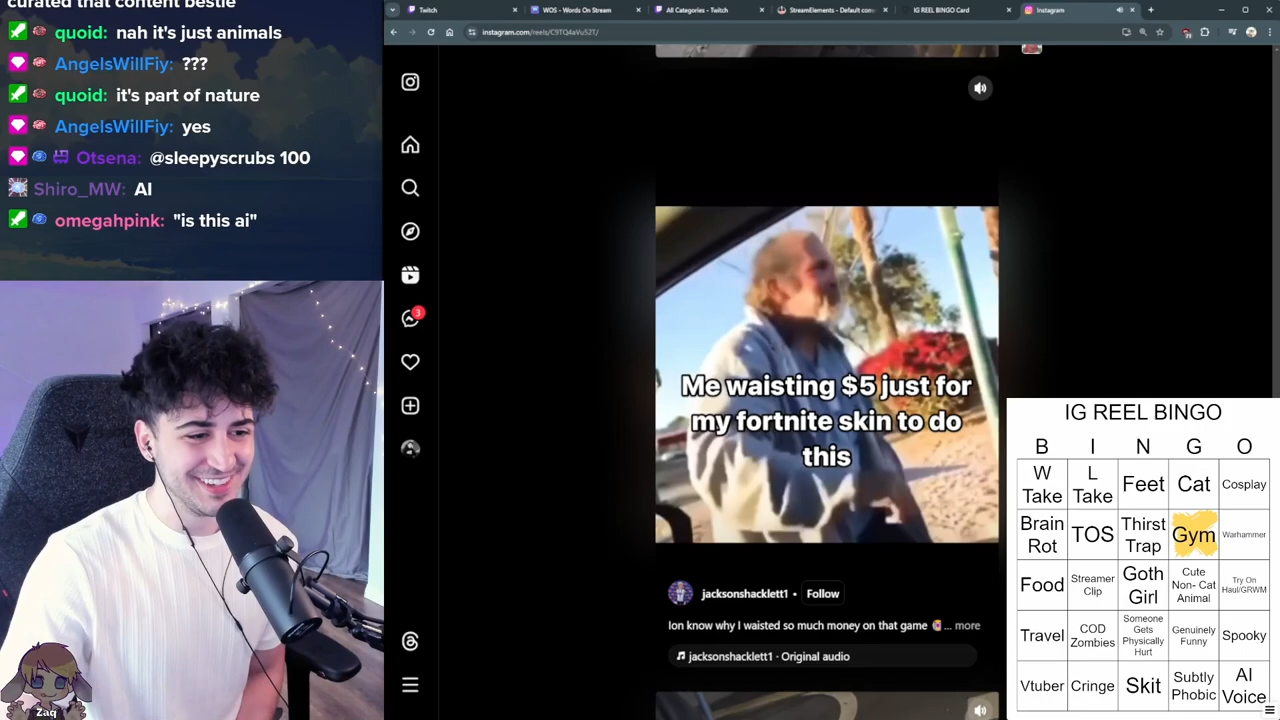 curated that content bestie
quoid: nah it's just animals
AngelsWillFiy: ???
quoid: it's part of nature
AngelsWillFiy: yes
Otsena: @sleepyscrubs 100
Shiro_MW: AI
omegahpink: "is this ai"
Zaq
Twitch
WOS - Words On Stream
All Categories - Twitch
StreamElements - Default com
IG REEL BINGO Card
Instagram
instagram.com/reels/C9TQ4aVu52T/
3
Me waisting $5 just for
my fortnite skin to do
this
jacksonshacklett1 • Follow
Ion know why I waisted so much money on that game ... more
jacksonshacklett1 · Original audio
IG REEL BINGO
B I N G O
W Take
L Take
Feet
Cat
Cosplay
Brain Rot
TOS
Thirst Trap
Gym
Warhammer
Food
Streamer Clip
Goth Girl
Cute Non- Cat Animal
Try On Haul/GRWM
Travel
COD Zombies
Someone Gets Physically Hurt
Genuinely Funny
Spooky
Vtuber
Cringe
Skit
Subtly Phobic
AI Voice